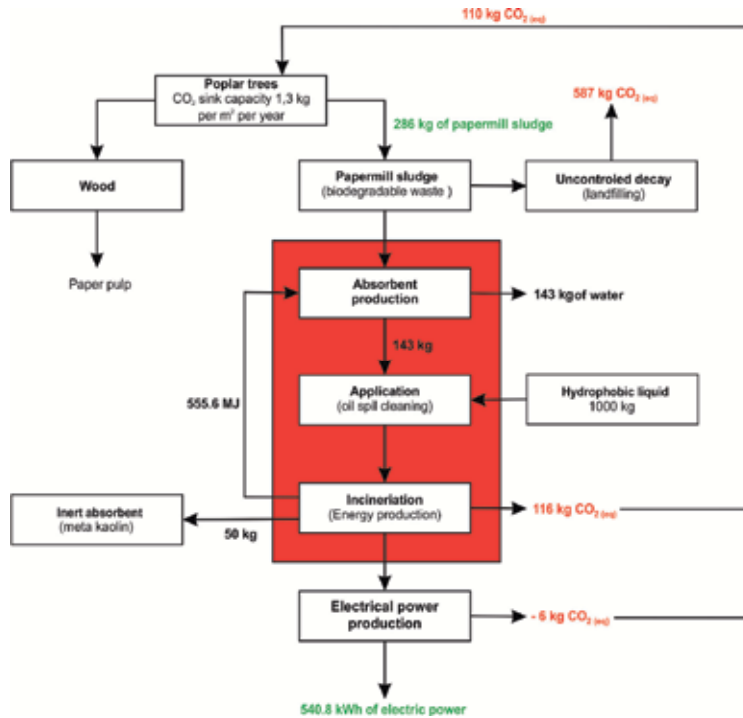 110 kg CO₂ (eq)
Poplar trees
CO₂ sink capacity 1,3 kg
per m² per year
587 kg CO₂ (eq)
286 kg of papermill sludge
Wood
Papermill sludge
(biodegradable waste )
Uncontroled decay
(landfilling)
Paper pulp
Absorbent
production
143 kgof water
143 kg
555.6 MJ
Application
(oil spill cleaning)
Hydrophobic liquid
1000 kg
Inert absorbent
(meta kaolin)
50 kg
Incineriation
(Energy production)
116 kg CO₂ (eq)
Electrical power
production
- 6 kg CO₂ (eq)
540.8 kWh of electric power